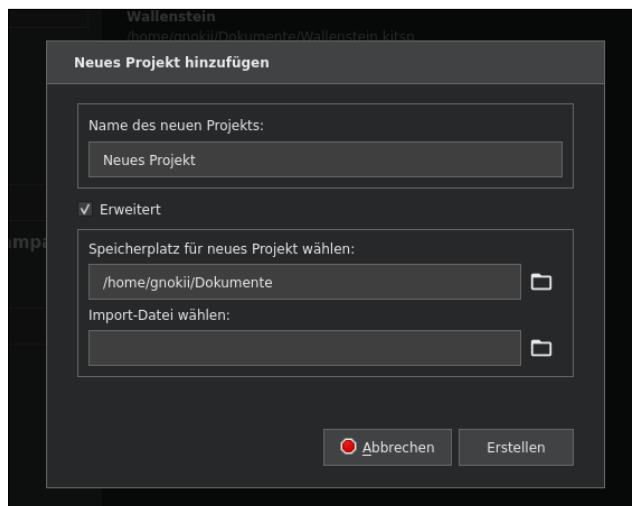 Wallenstein
/home/gnokii/Dokumente/Wallenstein.kitsp
Neues Projekt hinzufügen
Name des neuen Projekts:
Neues Projekt
Erweitert
ampa
Speicherplatz für neues Projekt wählen:
/home/gnokii/Dokumente
Import-Datei wählen:
Abbrechen
Erstellen